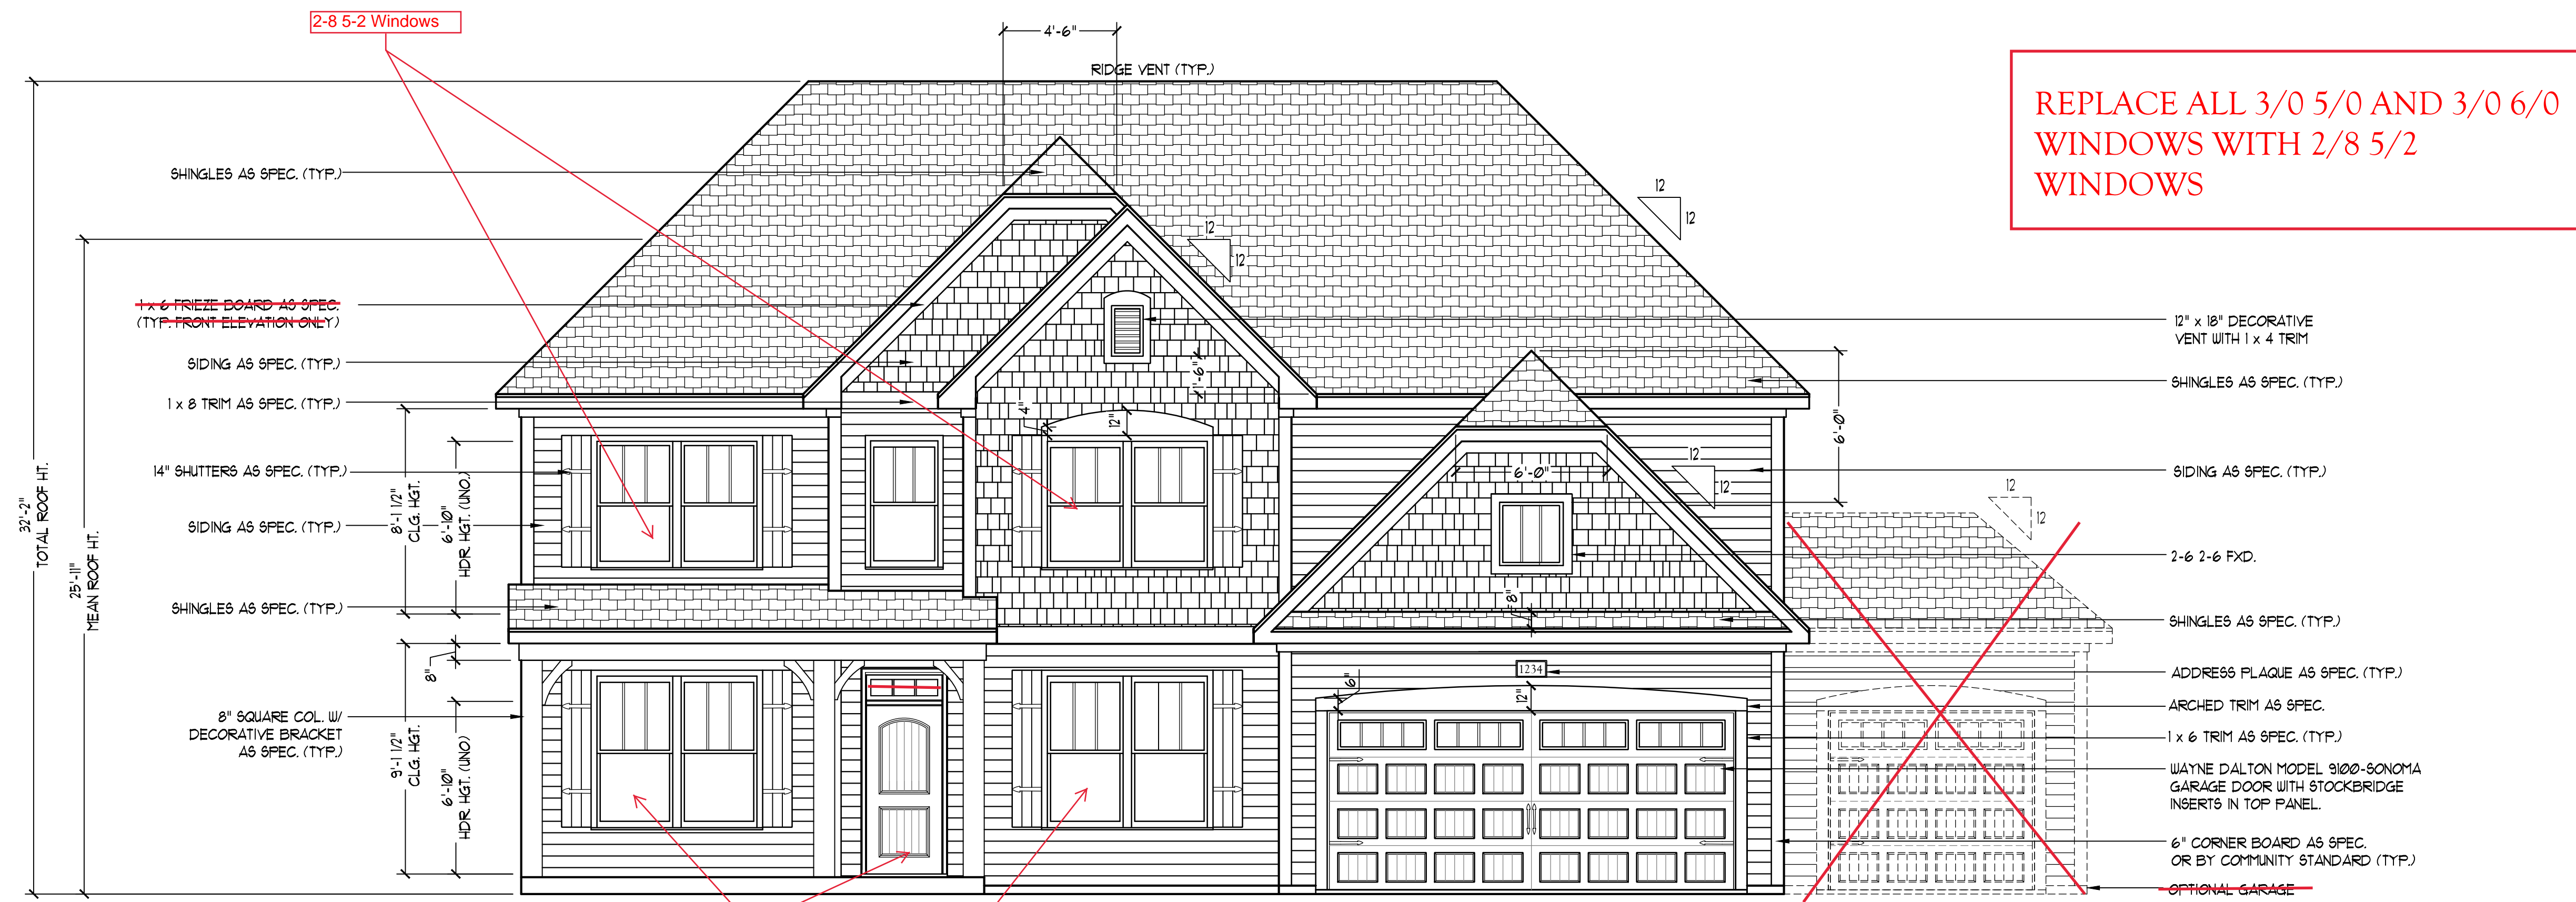 2-8 5-2 Windows
4'-6"
RIDGE VENT (TYP.)
REPLACE ALL 3/0 5/0 AND 3/0 6/0
WINDOWS WITH 2/8 5/2
WINDOWS
SHINGLES AS SPEC. (TYP.)
12
12
12
12
1 x 6 FRIEZE BOARD AS SPEC.
(TYP. FRONT ELEVATION ONLY)
SIDING AS SPEC. (TYP.)
1 x 8 TRIM AS SPEC. (TYP.)
14" SHUTTERS AS SPEC. (TYP.)
SIDING AS SPEC. (TYP.)
SHINGLES AS SPEC. (TYP.)
8" SQUARE COL. W/
DECORATIVE BRACKET
AS SPEC. (TYP.)
32'-2"
TOTAL ROOF HT.
25'-11"
MEAN ROOF HT.
8'-1 1/2"
CLG. HGT.
6'-10"
HDR. HGT. (UNO.)
8"
9'-1 1/2"
CLG. HGT.
6'-10"
HDR. HGT. (UNO)
4"
12"
1'-6"
6'-0"
12
12
6'-0"
8"
1234
6"
12"
12
12
12" x 18" DECORATIVE
VENT WITH 1 x 4 TRIM
SHINGLES AS SPEC. (TYP.)
SIDING AS SPEC. (TYP.)
2-6 2-6 FXD.
SHINGLES AS SPEC. (TYP.)
ADDRESS PLAQUE AS SPEC. (TYP.)
ARCHED TRIM AS SPEC.
1 x 6 TRIM AS SPEC. (TYP.)
WAYNE DALTON MODEL 9100-SONOMA
GARAGE DOOR WITH STOCKBRIDGE
INSERTS IN TOP PANEL.
6" CORNER BOARD AS SPEC.
OR BY COMMUNITY STANDARD (TYP.)
OPTIONAL GARAGE